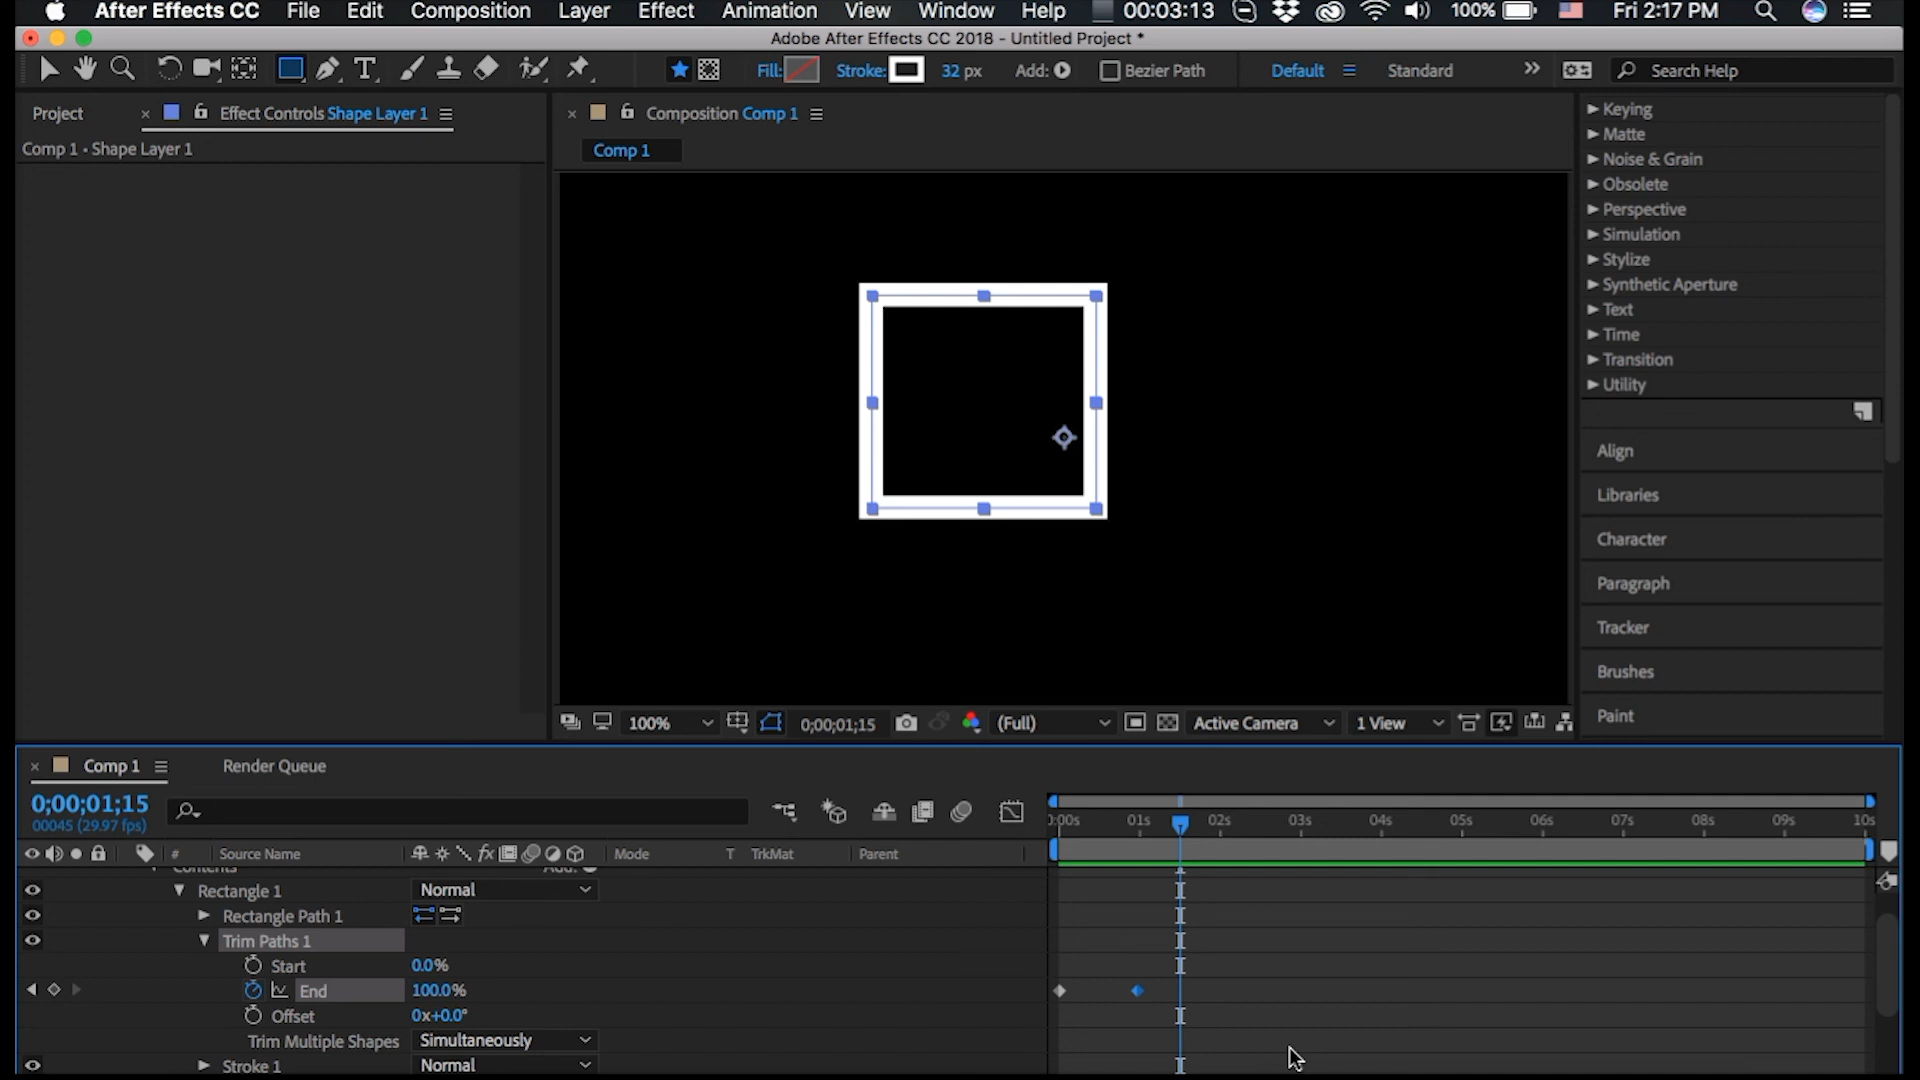 After Effects CC File Edit Composition Layer Effect Animation View Window Help 00:03:13 100% Fri 2:17 PM
Adobe After Effects CC 2018 - Untitled Project *
Fill: Stroke: 32 px Add: Bezier Path Default Standard Search Help
Project Effect Controls Shape Layer 1 Composition Comp 1
Comp 1 • Shape Layer 1
Comp 1
Keying
Matte
Noise & Grain
Obsolete
Perspective
Simulation
Stylize
Synthetic Aperture
Text
Time
Transition
Utility
Align
Libraries
Character
Paragraph
Tracker
Brushes
Paint
100% 0;00;01;15 (Full) Active Camera 1 View
Comp 1 Render Queue
0;00;01;15
00045 (29.97 fps)
0:00s 01s 02s 03s 04s 05s 06s 07s 08s 09s 10s
# Source Name fx Mode T TrkMat Parent
Contents Add:
Rectangle 1 Normal
Rectangle Path 1
Trim Paths 1
Start 0.0%
End 100.0%
Offset 0x+0.0°
Trim Multiple Shapes Simultaneously
Stroke 1 Normal